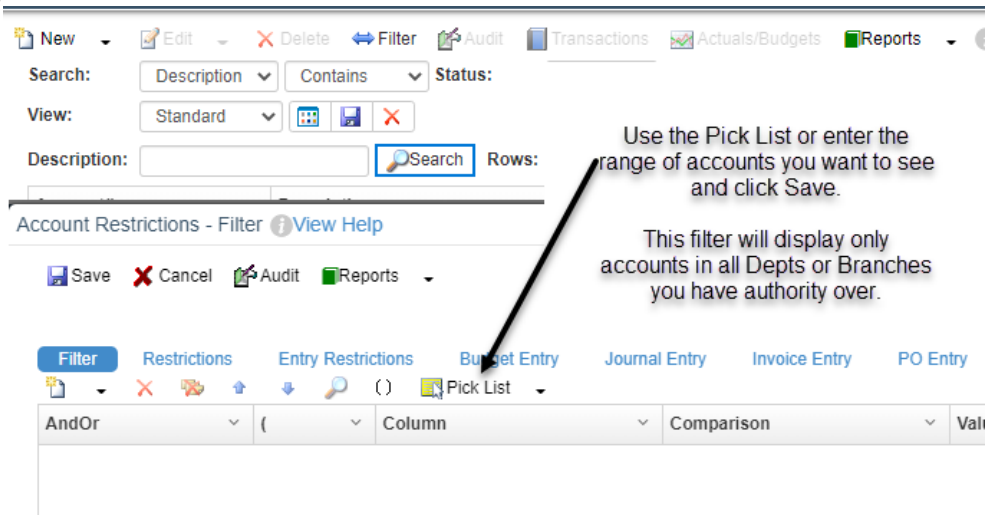 New Edit Delete Filter Audit Transactions Actuals/Budgets Reports
Search: Description Contains Status:
View: Standard
Description: Search Rows:
Use the Pick List or enter the
range of accounts you want to see
and click Save.
This filter will display only
accounts in all Depts or Branches
you have authority over.
Account Restrictions - Filter View Help
Save Cancel Audit Reports
Filter Restrictions Entry Restrictions Budget Entry Journal Entry Invoice Entry PO Entry
( ) Pick List
AndOr ( Column Comparison